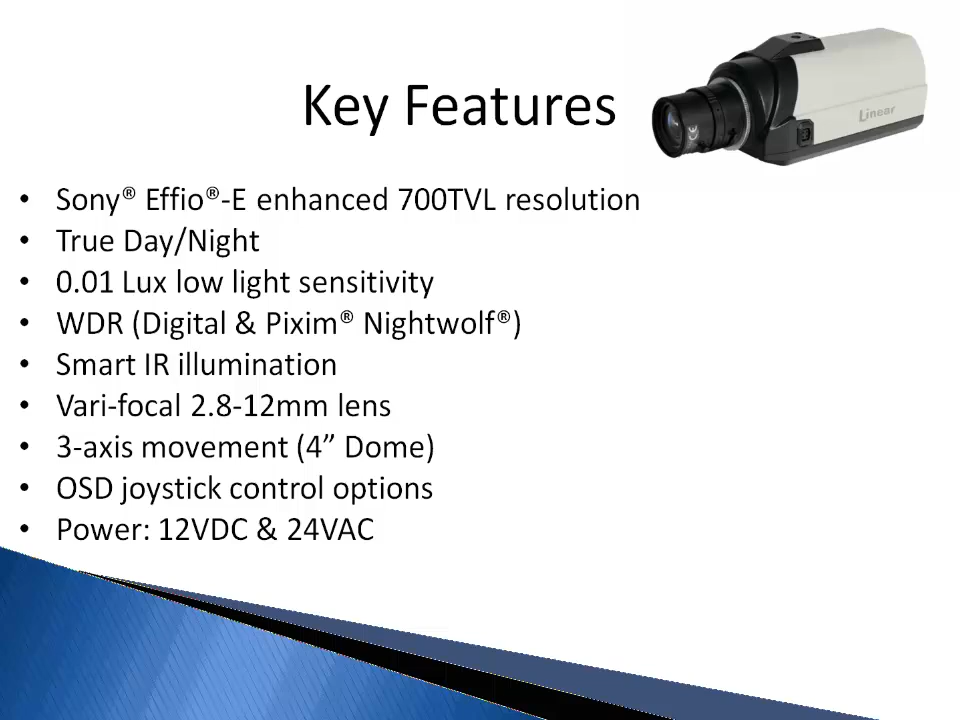 Key Features
Linear
CE
• Sony® Effio®-E enhanced 700TVL resolution
• True Day/Night
• 0.01 Lux low light sensitivity
• WDR (Digital & Pixim® Nightwolf®)
• Smart IR illumination
• Vari-focal 2.8-12mm lens
• 3-axis movement (4” Dome)
• OSD joystick control options
• Power: 12VDC & 24VAC